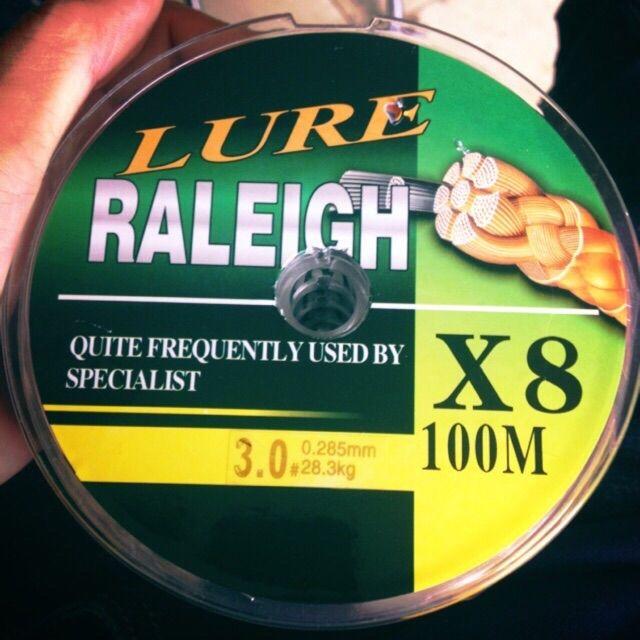 LURE
RALEIGH
QUITE FREQUENTLY USED BY
SPECIALIST
X8
100M
3.0#
0.285mm
28.3kg